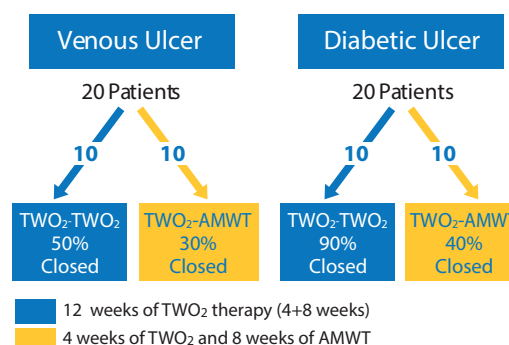 Venous Ulcer
Diabetic Ulcer
20 Patients
20 Patients
10
10
10
10
TWO₂-TWO₂
50%
Closed
TWO₂-AMWT
30%
Closed
TWO₂-TWO₂
90%
Closed
TWO₂-AMWT
40%
Closed
12 weeks of TWO₂ therapy (4+8 weeks)
4 weeks of TWO₂ and 8 weeks of AMWT